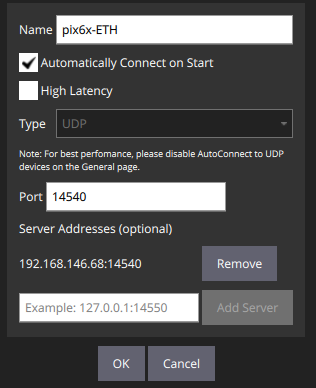 Name pix6x-ETH
Automatically Connect on Start
High Latency
Type UDP
Note: For best perfomance, please disable AutoConnect to UDP
devices on the General page.
Port 14540
Server Addresses (optional)
192.168.146.68:14540 Remove
Example: 127.0.0.1:14550 Add Server
OK Cancel